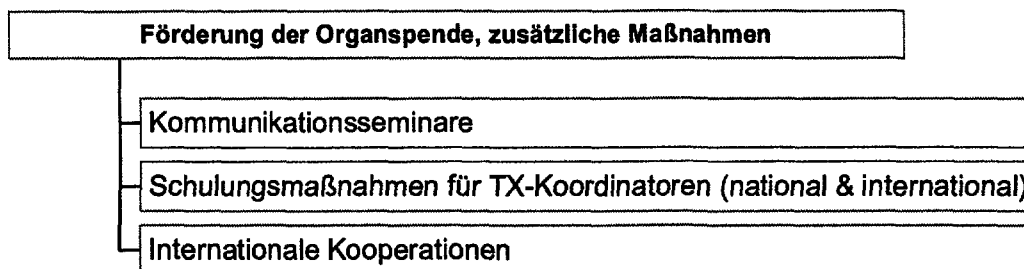 Förderung der Organspende, zusätzliche Maßnahmen
Kommunikationsseminare
Schulungsmaßnahmen für TX-Koordinatoren (national & international)
Internationale Kooperationen